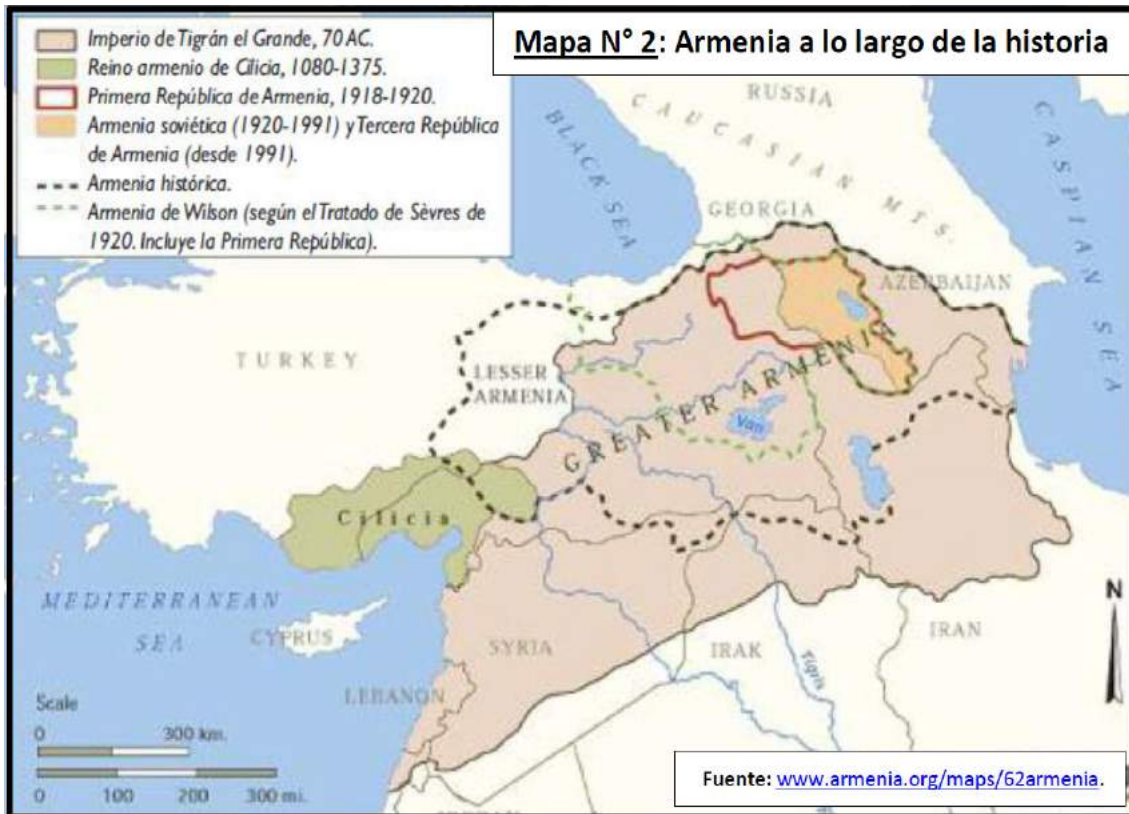 Mapa N° 2: Armenia a lo largo de la historia
Imperio de Tigrán el Grande, 70 AC.
Reino armenio de Cilicia, 1080-1375.
Primera República de Armenia, 1918-1920.
Armenia soviética (1920-1991) y Tercera República
de Armenia (desde 1991).
Armenia histórica.
Armenia de Wilson (según el Tratado de Sèvres de
1920. Incluye la Primera República).
RUSSIA
CAUCASIAN MTS.
BLACK SEA
CASPIAN SEA
GEORGIA
AZERBAIJAN
TURKEY
LESSER
ARMENIA
GREATER ARMENIA
Van
Cilicia
MEDITERRANEAN
SEA
CYPRUS
SYRIA
LEBANON
IRAK
Tigris
IRAN
N
Scale
0 300 km.
0 100 200 300 mi.
Fuente: www.armenia.org/maps/62armenia.